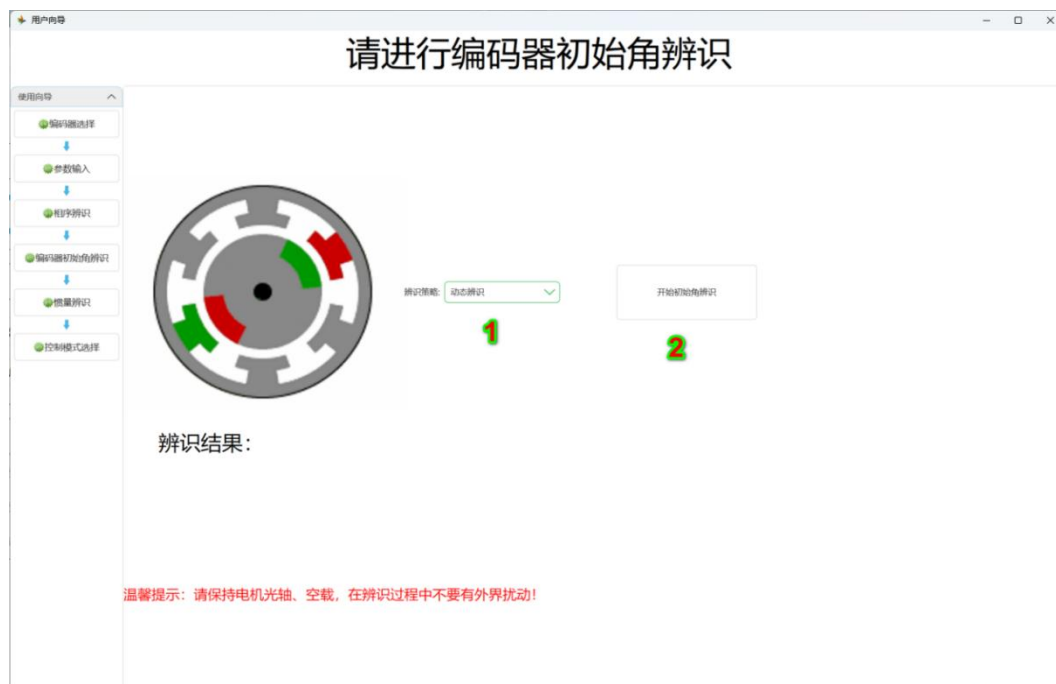 用户向导
请进行编码器初始角辨识
使用向导
编码器选择
参数输入
相序辨识
编码器初始角辨识
惯量辨识
控制模式选择
辨识策略: 动态辨识
开始初始角辨识
1
2
辨识结果：
温馨提示：请保持电机光轴、空载，在辨识过程中不要有外界扰动！